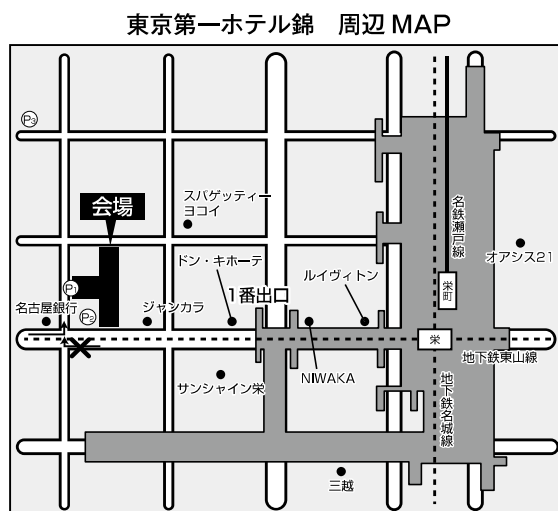 東京第一ホテル錦 周辺 MAP
P3
会場
スパゲッティ
ヨコイ
名鉄瀬戸線
オアシス21
ドン・キホーテ
ルイヴィトン
1番出口
栄町
P1
名古屋銀行
P2
ジャンカラ
栄
地下鉄東山線
NIWAKA
サンシャイン栄
地下鉄名城線
三越